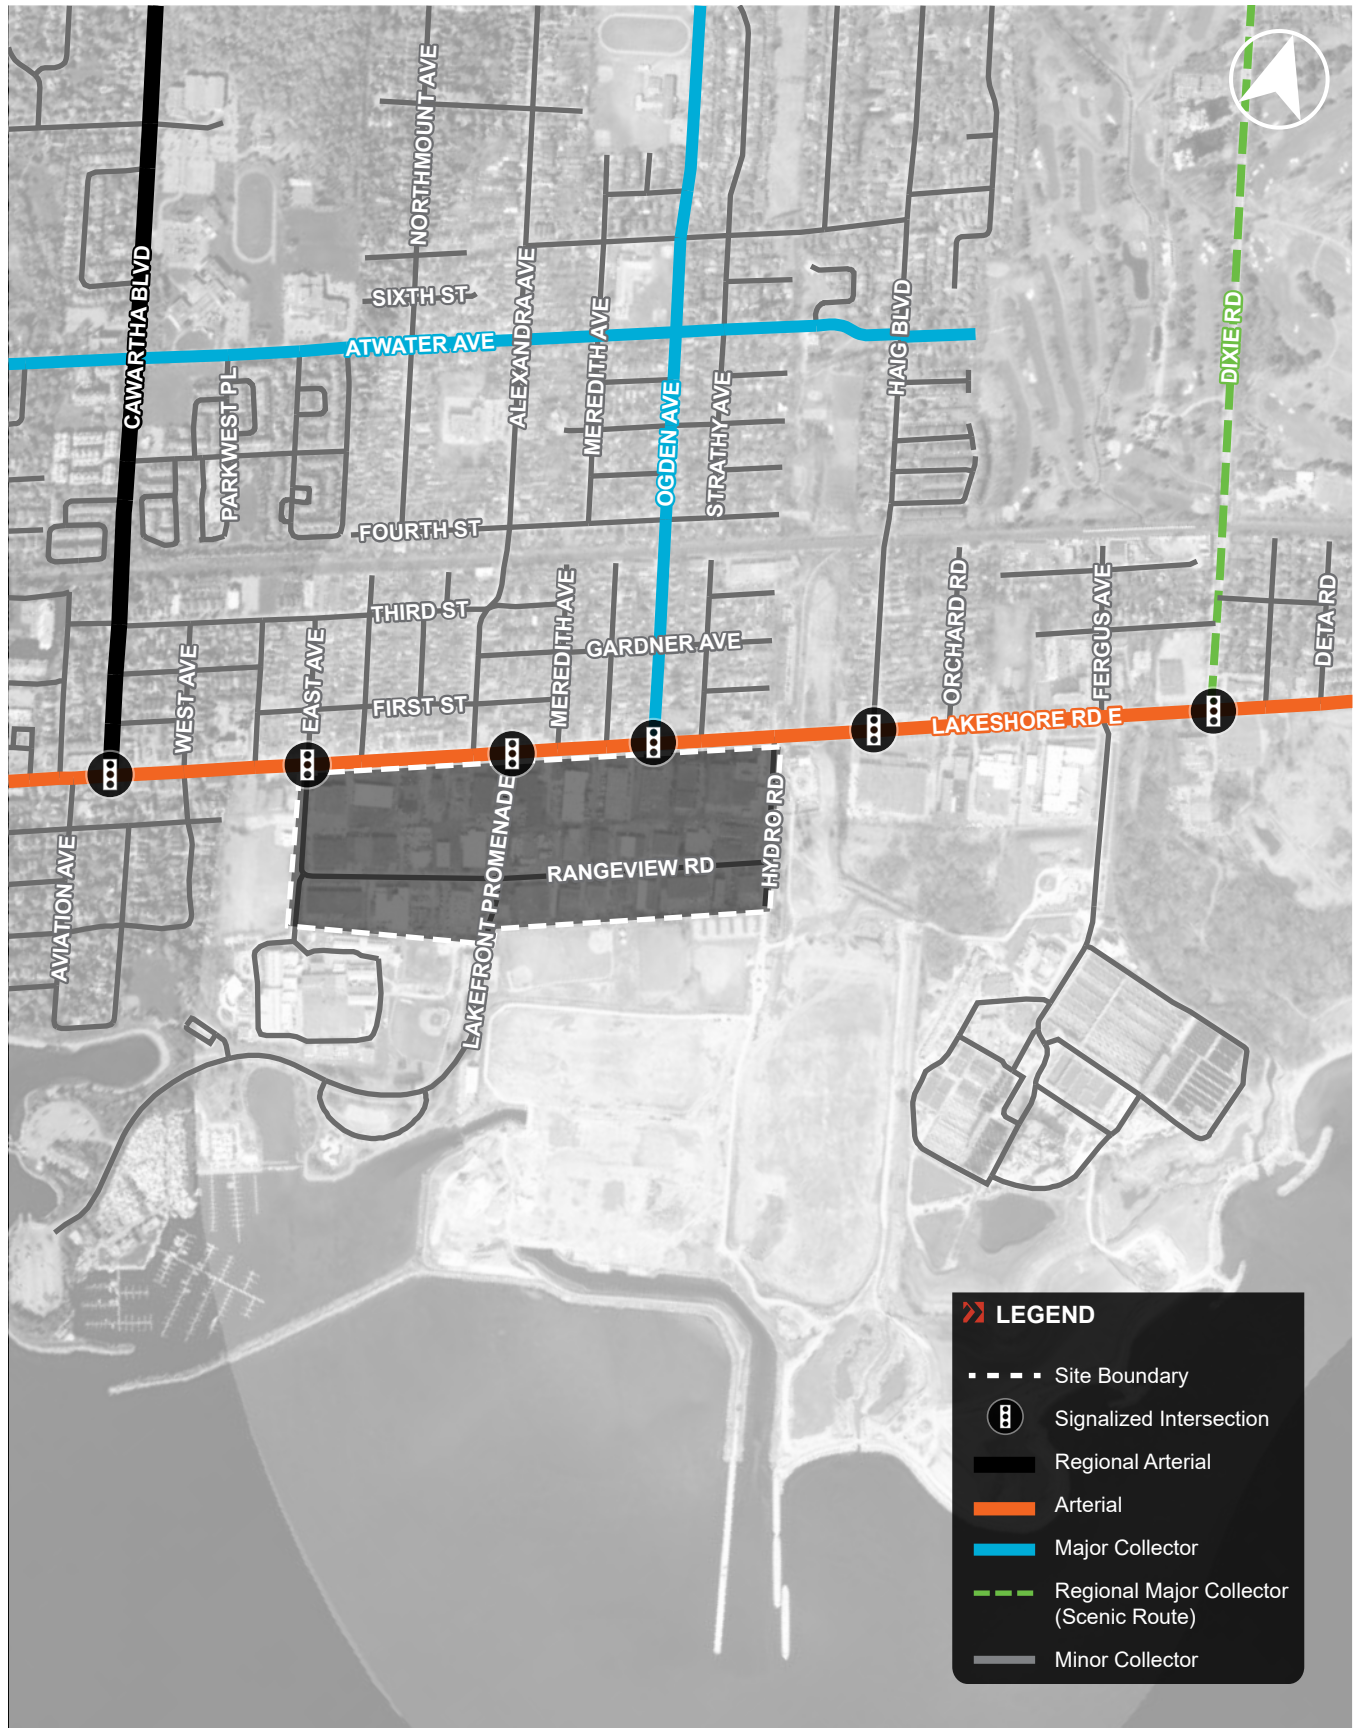 NORTHMOUNT AVE
CAWARTHA BLVD
SIXTH ST
ALEXANDRA AVE
MEREDITH AVE
HAIG BLVD
DIXIE RD
ATWATER AVE
PARKWEST PL
OGDEN AVE
STRATHY AVE
FOURTH ST
THIRD ST
MEREDITH AVE
GARDNER AVE
ORCHARD RD
FERGUS AVE
DETA RD
WEST AVE
EAST AVE
FIRST ST
LAKESHORE RD E
AVIATION AVE
LAKEFRONT PROMENADE
RANGEVIEW RD
HYDRO RD
LEGEND
Site Boundary
Signalized Intersection
Regional Arterial
Arterial
Major Collector
Regional Major Collector
(Scenic Route)
Minor Collector